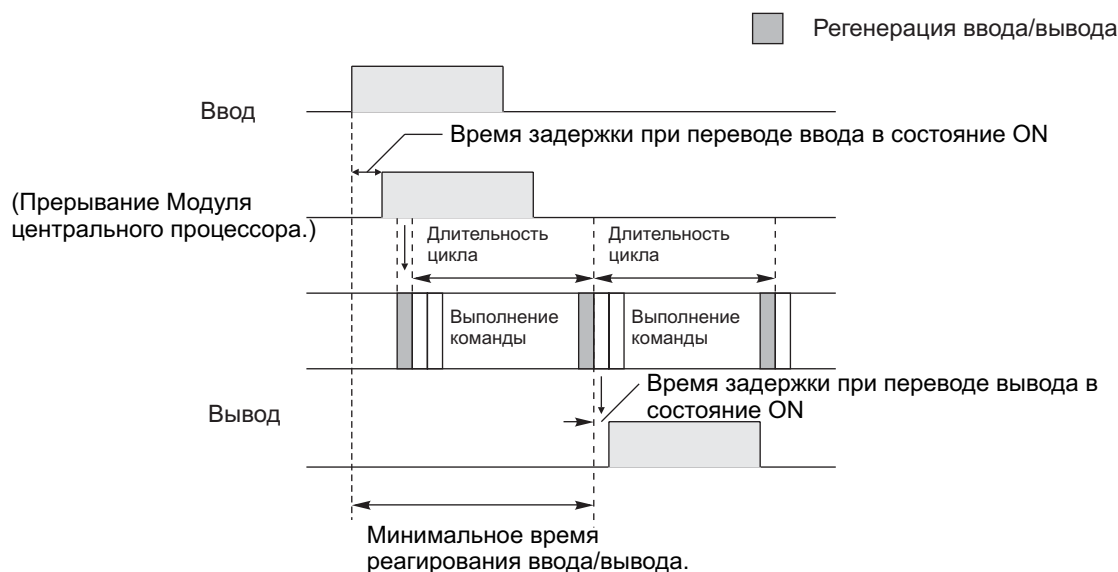 Регенерация ввода/вывода
Ввод
Время задержки при переводе ввода в состояние ON
(Прерывание Модуля
центрального процессора.)
Длительность
цикла
Длительность
цикла
Выполнение
команды
Выполнение
команды
Время задержки при переводе вывода в
состояние ON
Вывод
Минимальное время
реагирования ввода/вывода.